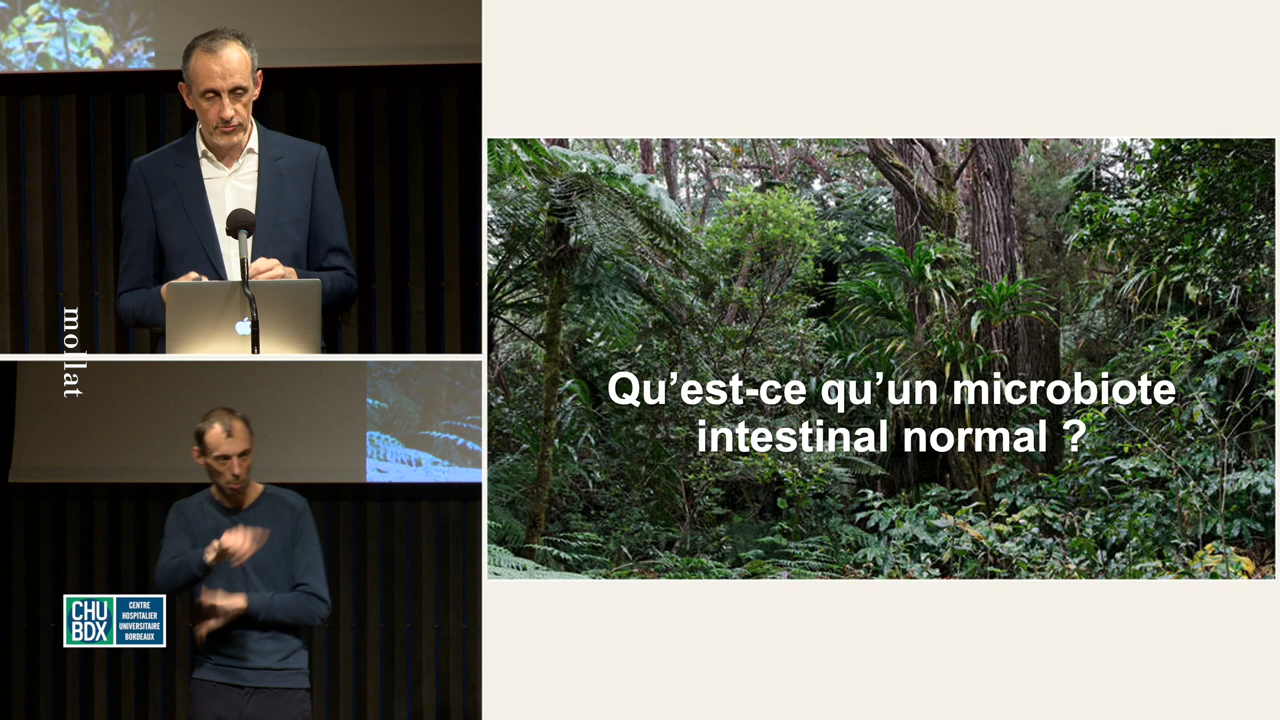 mollat
CHU
BDX
CENTRE
HOSPITALIER
UNIVERSITAIRE
BORDEAUX
Qu’est-ce qu’un microbiote
intestinal normal ?